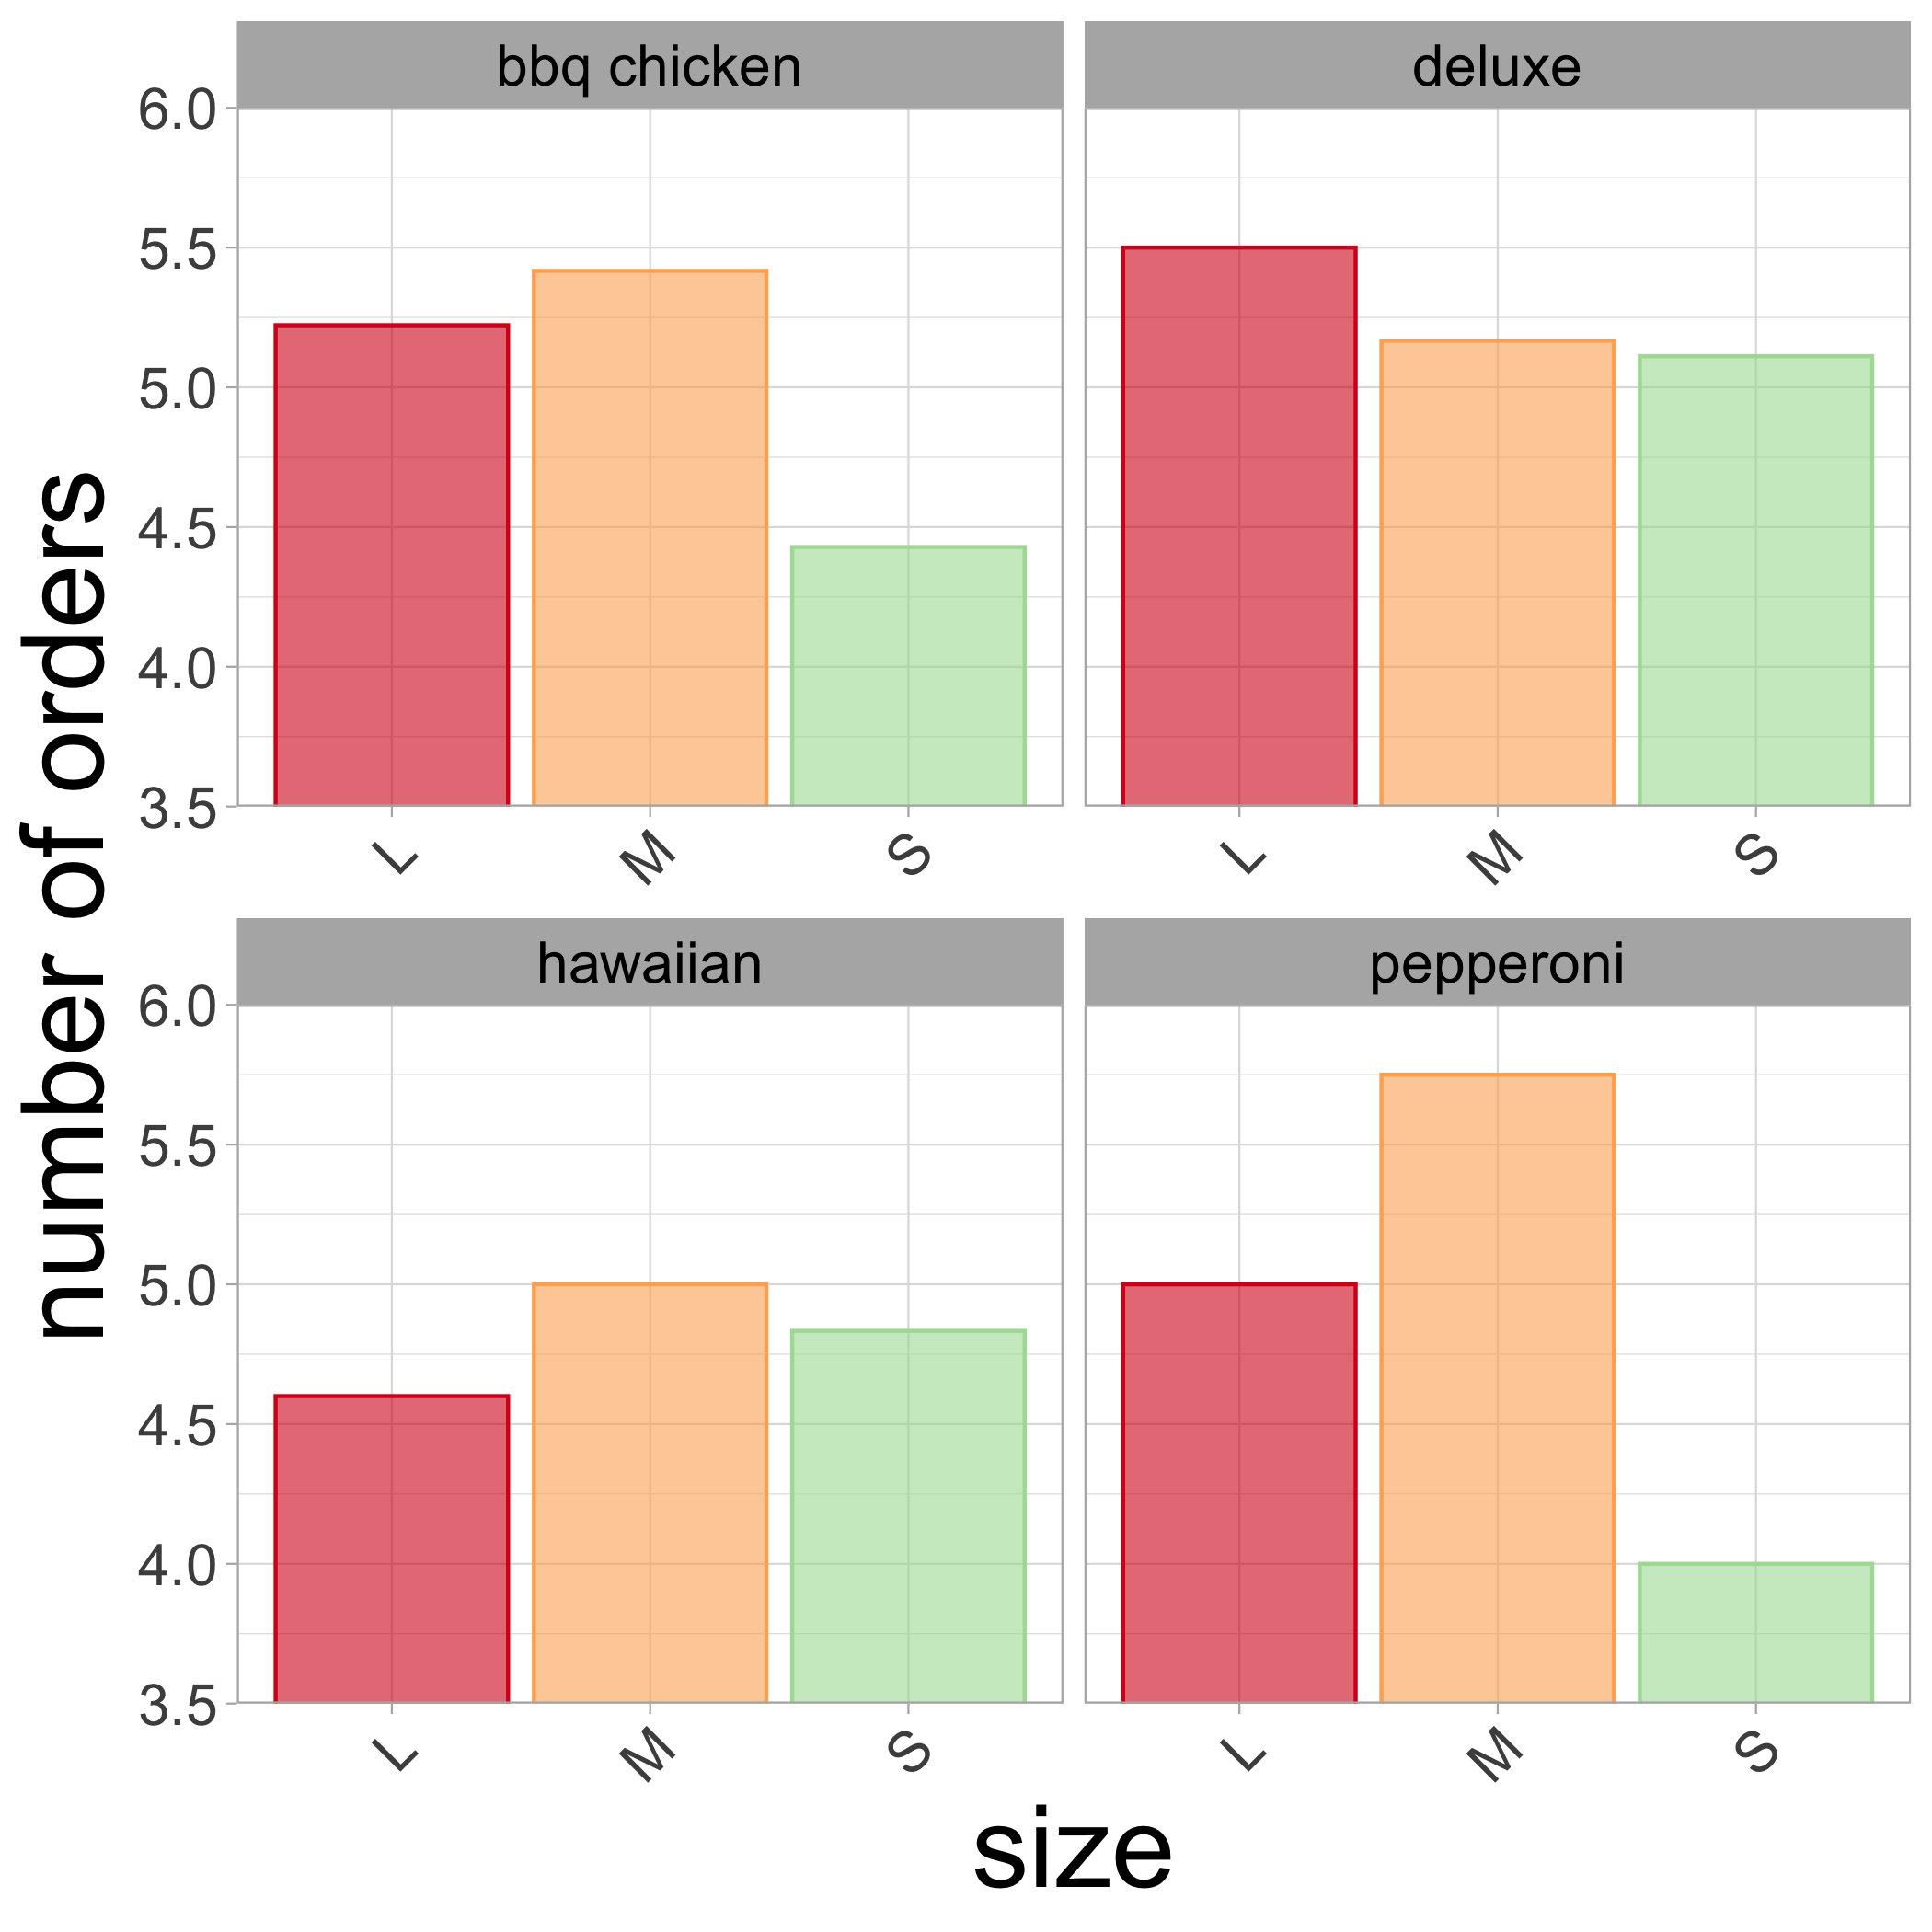 bbq chicken
deluxe
6.0
5.5
5.0
4.5
4.0
3.5
L M S
L M S
hawaiian
pepperoni
6.0
5.5
5.0
4.5
4.0
3.5
L M S
L M S
number of orders
size